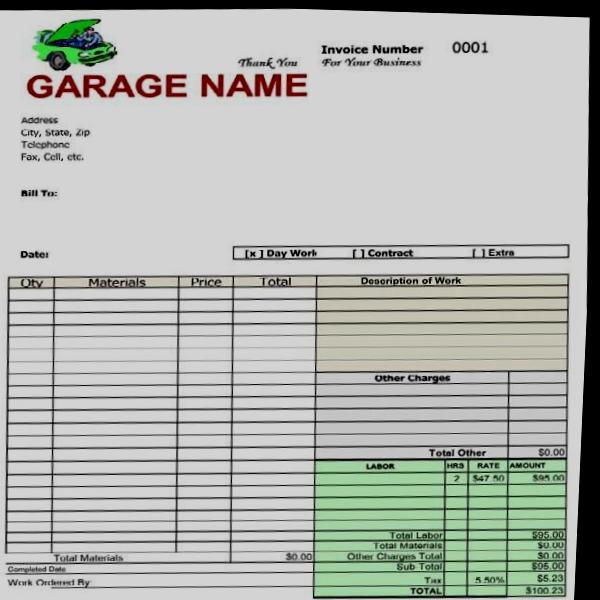 Thank You
For Your Business
Invoice Number 0001
GARAGE NAME
Address
City, State, Zip
Telephone
Fax, Cell, etc.
Bill To:
Date:
[x] Day Work [ ] Contract [ ] Extra
Qty Materials Price Total Description of Work
Other Charges
Total Other $0.00
LABOR HRS RATE AMOUNT
2 $47.50 $95.00
Total Labor $95.00
Total Materials $0.00
Total Materials $0.00 Other Charges Total $0.00
Completed Date Sub Total $95.00
Work Ordered By: Tax 5.50% $5.23
TOTAL $100.23